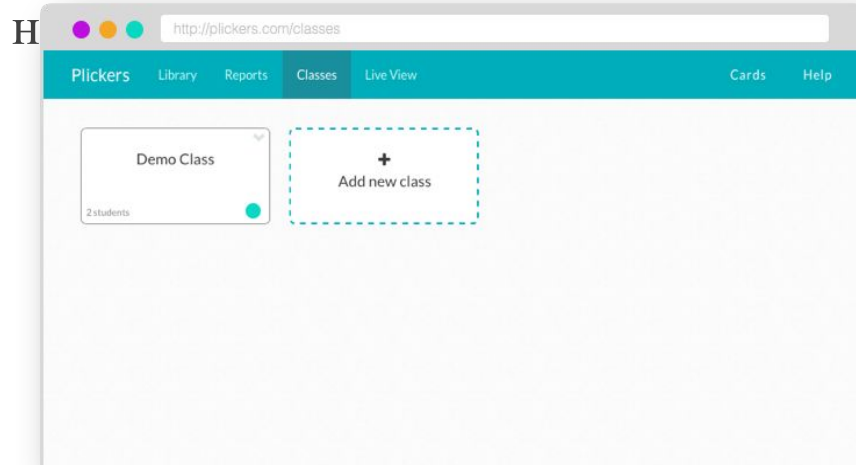 H
http://plickers.com/classes
Plickers Library Reports Classes Live View Cards Help
Demo Class
2 students
+
Add new class